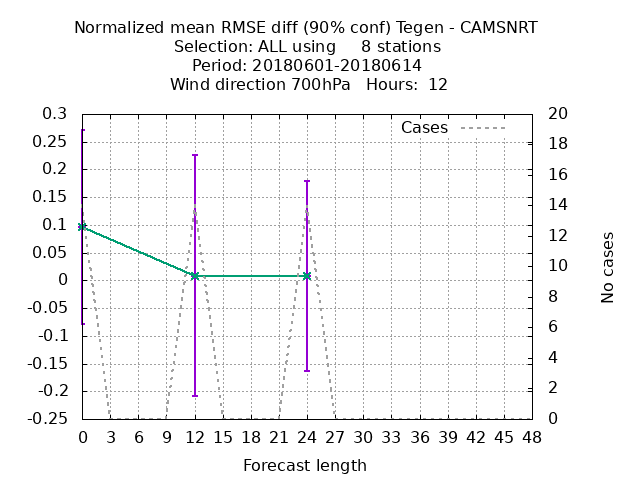 Normalized mean RMSE diff (90% conf) Tegen - CAMSNRT
Selection: ALL using     8 stations
Period: 20180601-20180614
Wind direction 700hPa   Hours:  12
Cases
0.3
0.25
0.2
0.15
0.1
0.05
0
-0.05
-0.1
-0.15
-0.2
-0.25
20
18
16
14
12
10
8
6
4
2
0
No cases
0 3 6 9 12 15 18 21 24 27 30 33 36 39 42 45 48
Forecast length